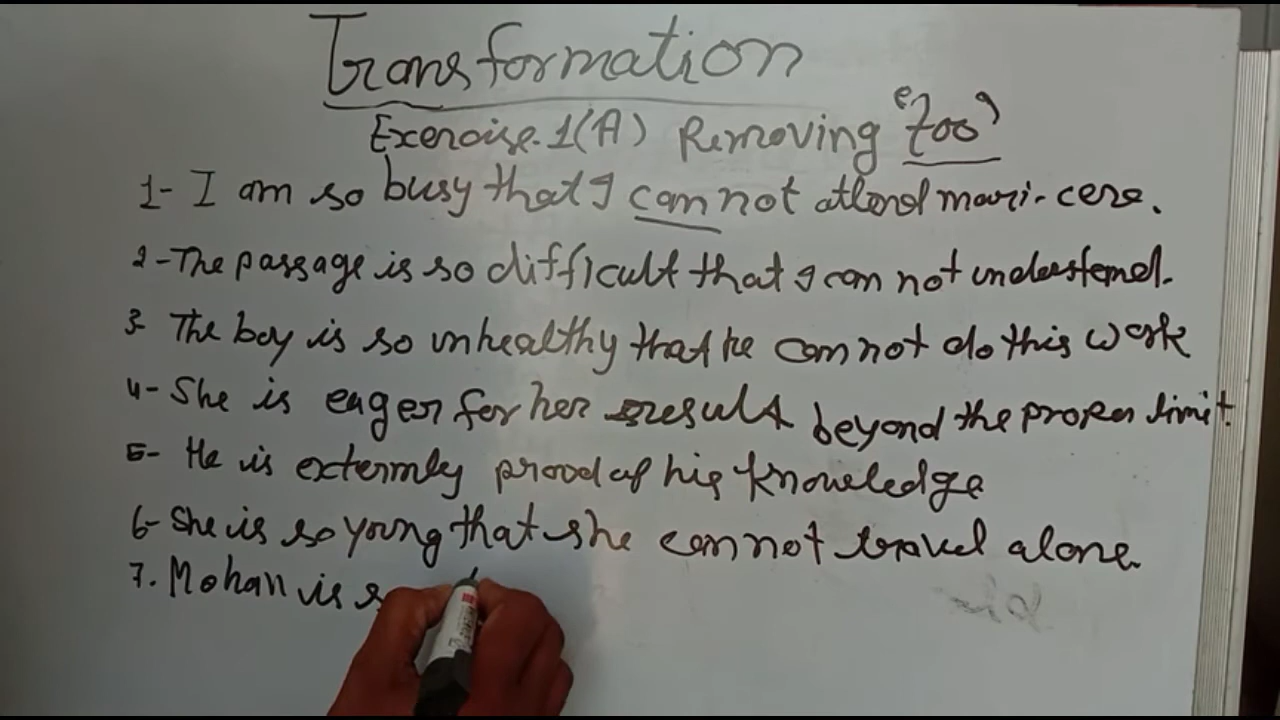 Transformation
Exercise.1(A) Removing "too"
1- I am so busy that I can not attend mari- cere.
2- The passage is so difficult that I can not understand.
3- The boy is so unhealthy that he can not do this work
4- She is eager for her result beyond the proper limit.
5- He is extermly proud of his knowledge
6- She is so young that she can not travel alone.
7. Mohan is s